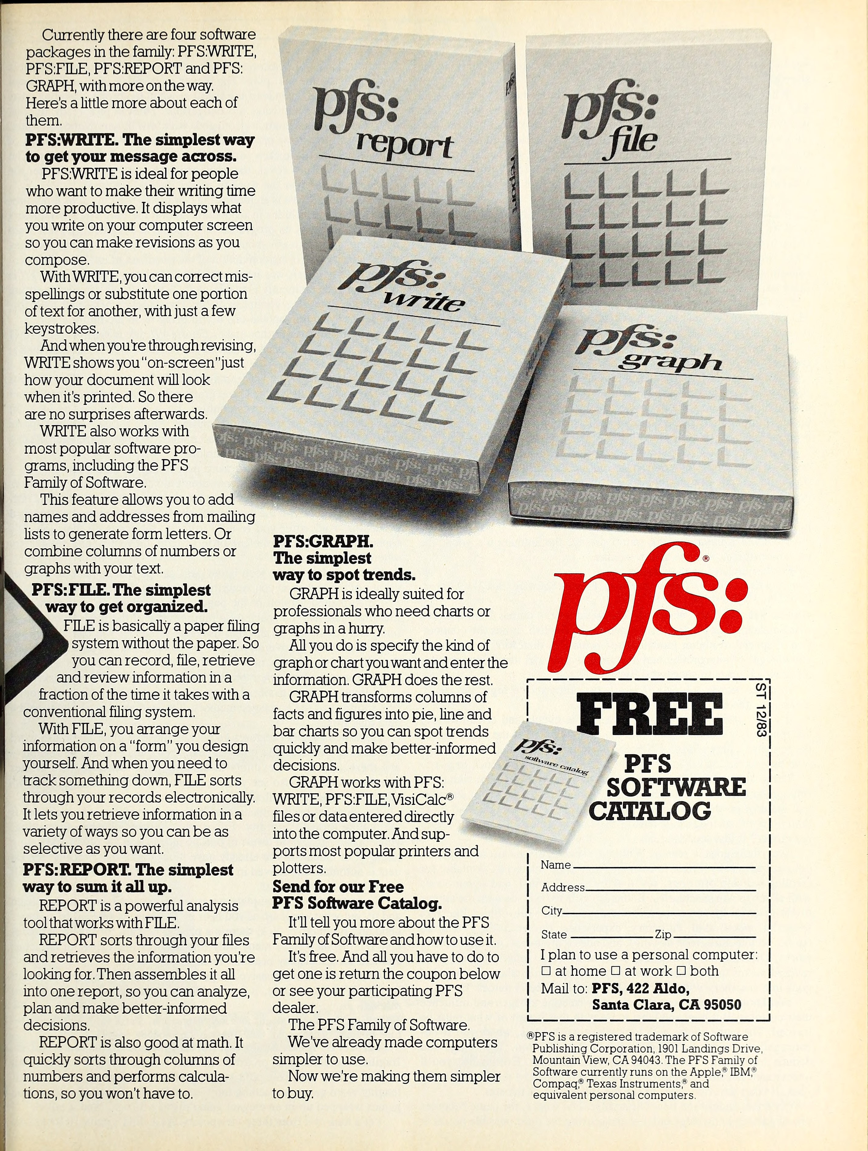 Currently there are four software
packages in the family: PFS:WRITE,
PFS:FILE, PFS:REPORT and PFS:
GRAPH, with more on the way.
Here's a little more about each of
them.
PFS:WRITE. The simplest way
to get your message across.
PFS:WRITE is ideal for people
who want to make their writing time
more productive. It displays what
you write on your computer screen
so you can make revisions as you
compose.
With WRITE, you can correct mis-
spellings or substitute one portion
of text for another, with just a few
keystrokes.
And when you're through revising,
WRITE shows you "on-screen" just
how your document will look
when it's printed. So there
are no surprises afterwards.
WRITE also works with
most popular software pro-
grams, including the PFS
Family of Software.
This feature allows you to add
names and addresses from mailing
lists to generate form letters. Or
combine columns of numbers or
graphs with your text.
PFS:FILE. The simplest
way to get organized.
FILE is basically a paper filing
system without the paper. So
you can record, file, retrieve
and review information in a
fraction of the time it takes with a
conventional filing system.
With FILE, you arrange your
information on a "form" you design
yourself. And when you need to
track something down, FILE sorts
through your records electronically.
It lets you retrieve information in a
variety of ways so you can be as
selective as you want.
PFS:REPORT. The simplest
way to sum it all up.
REPORT is a powerful analysis
tool that works with FILE.
REPORT sorts through your files
and retrieves the information you're
looking for. Then assembles it all
into one report, so you can analyze,
plan and make better-informed
decisions.
REPORT is also good at math. It
quickly sorts through columns of
numbers and performs calcula-
tions, so you won't have to.
pfs:
report
pfs:
report
pfs:
file
pfs:
write
pfs: pfs: pfs: pfs: pfs: pfs:
pfs:
graph
pfs: pfs: pfs: pfs: pfs: pfs:
PFS:GRAPH.
The simplest
way to spot trends.
GRAPH is ideally suited for
professionals who need charts or
graphs in a hurry.
All you do is specify the kind of
graph or chart you want and enter the
information. GRAPH does the rest.
GRAPH transforms columns of
facts and figures into pie, line and
bar charts so you can spot trends
quickly and make better-informed
decisions.
GRAPH works with PFS:
WRITE, PFS:FILE, VisiCalc®
files or data entered directly
into the computer. And sup-
ports most popular printers and
plotters.
Send for our Free
PFS Software Catalog.
It'll tell you more about the PFS
Family of Software and how to use it.
It's free. And all you have to do to
get one is return the coupon below
or see your participating PFS
dealer.
The PFS Family of Software.
We've already made computers
simpler to use.
Now we're making them simpler
to buy.
pfs:®
ST 12/83
FREE
PFS
SOFTWARE
CATALOG
pfs:
software catalog
Name
Address
City
State Zip
I plan to use a personal computer:
☐ at home ☐ at work ☐ both
Mail to: PFS, 422 Aldo,
Santa Clara, CA 95050
®PFS is a registered trademark of Software
Publishing Corporation, 1901 Landings Drive,
Mountain View, CA 94043. The PFS Family of
Software currently runs on the Apple,® IBM,®
Compaq,® Texas Instruments,® and
equivalent personal computers.